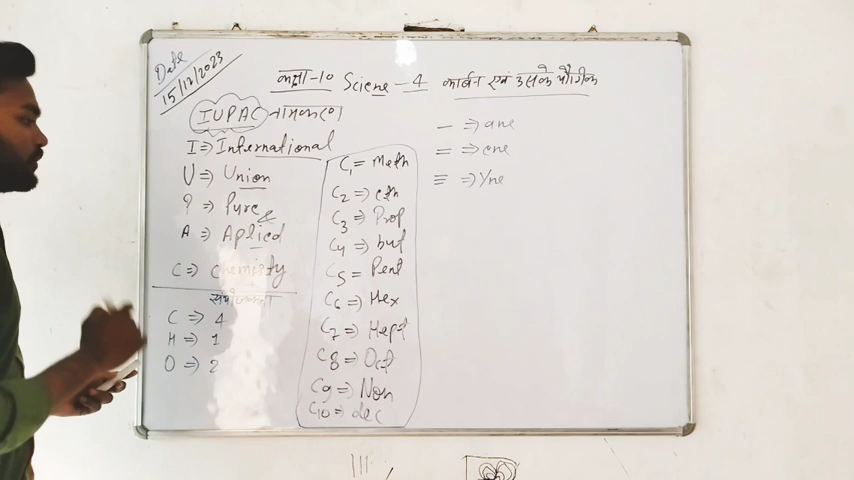 Date
15/12/2023
कक्षा-10 Sciene-4 कार्बन एवं उसके यौगिक
IUPAC नामकरण
I => International
U => Union
P => Pure &
A => Aplied
C => Chemisty
C => 4
H => 1
O => 2
C1 = Meth
C2 => eth
C3 => Prop
C4 => but
C5 = Pent
C6 => Hex
C7 => Hept
C8 => Oct
C9 => Non
C10 => dec
— => ane
= => ene
≡ => Yne